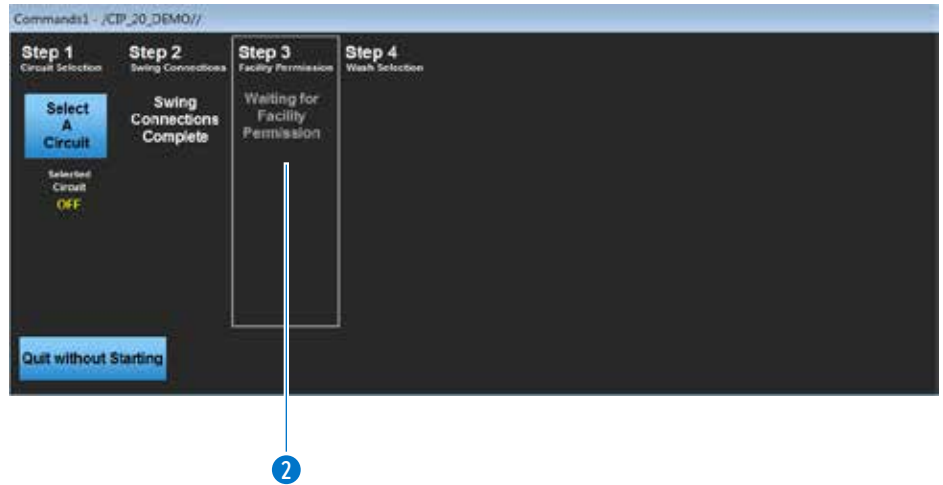 Commands1 - /CIP_20_DEMO//
Step 1
Circuit Selection
Select
A
Circuit
Selected
Circuit
OFF
Step 2
Swing Connections
Swing
Connections
Complete
Step 3
Facility Permission
Waiting for
Facility
Permission
Step 4
Wash Selection
Quit without Starting
2